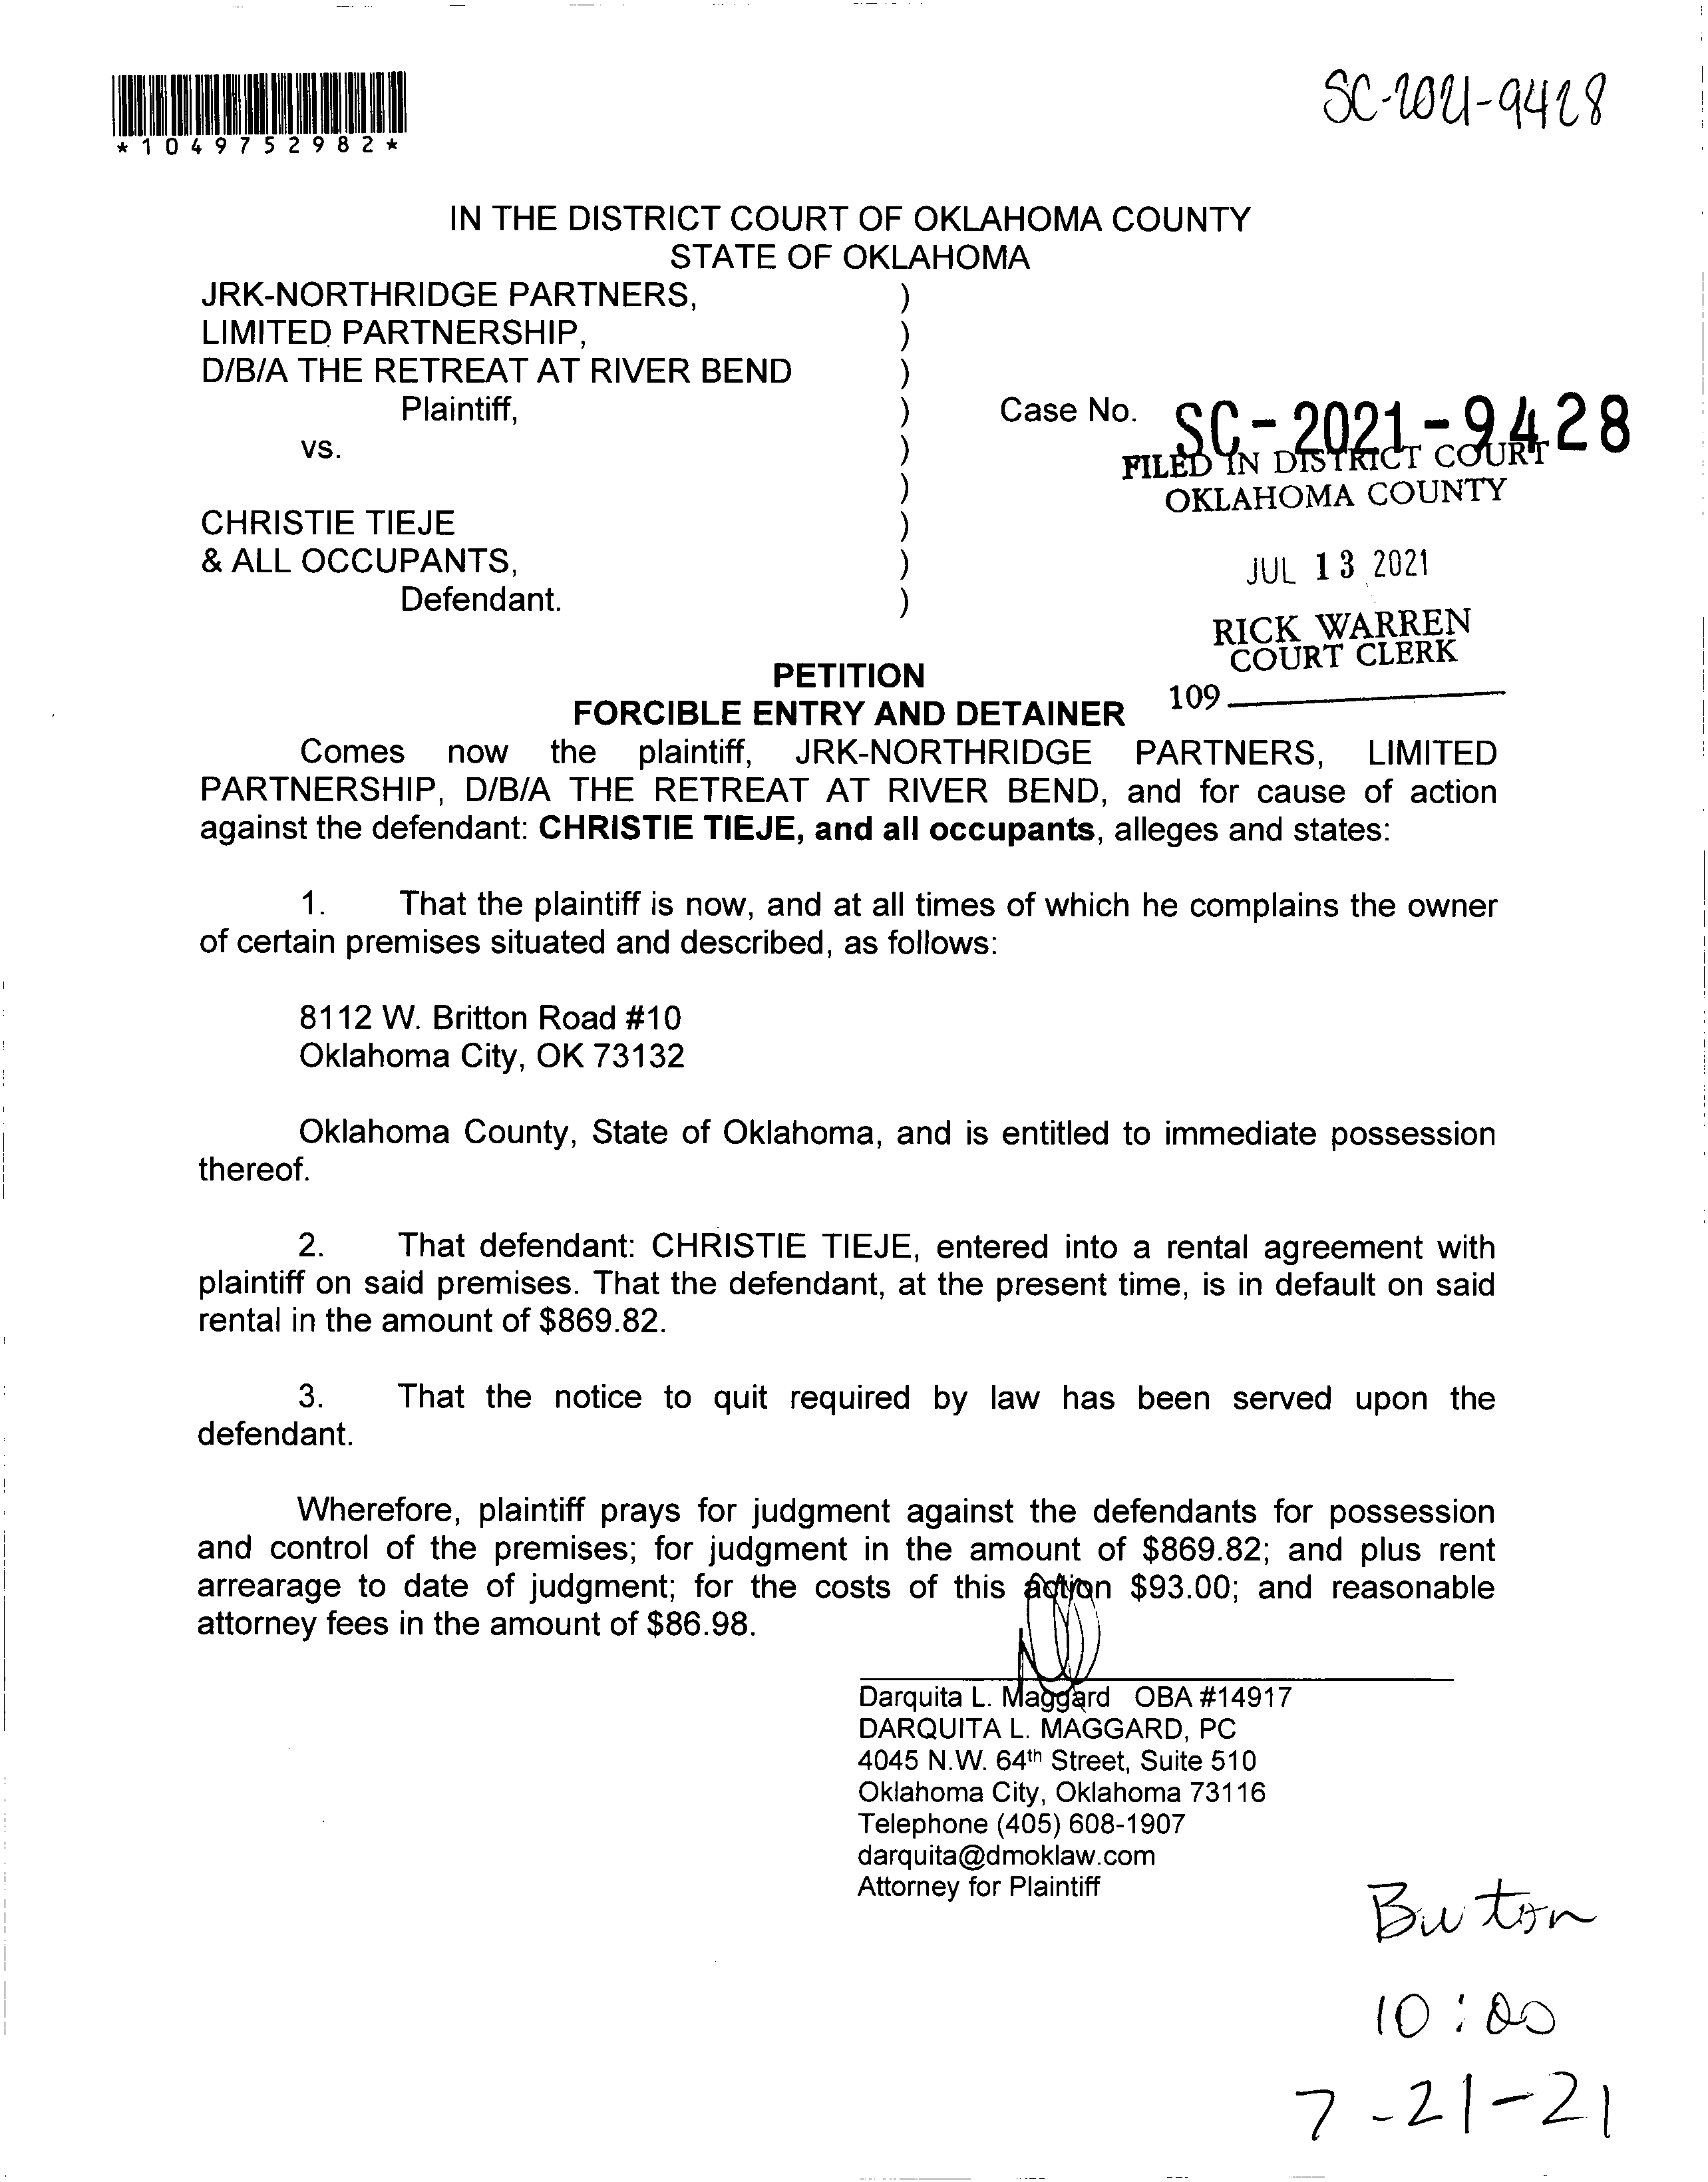 SC-2021-9428
*1049752982*
IN THE DISTRICT COURT OF OKLAHOMA COUNTY
STATE OF OKLAHOMA
JRK-NORTHRIDGE PARTNERS, )
LIMITED PARTNERSHIP, )
D/B/A THE RETREAT AT RIVER BEND )
Plaintiff, ) Case No. SC-2021-9428
vs. )
FILED IN DISTRICT COURT
) OKLAHOMA COUNTY
CHRISTIE TIEJE )
& ALL OCCUPANTS, ) JUL 13 2021
Defendant. )
RICK WARREN
COURT CLERK
PETITION
109
FORCIBLE ENTRY AND DETAINER
Comes now the plaintiff, JRK-NORTHRIDGE PARTNERS, LIMITED
PARTNERSHIP, D/B/A THE RETREAT AT RIVER BEND, and for cause of action
against the defendant: CHRISTIE TIEJE, and all occupants, alleges and states:
1. That the plaintiff is now, and at all times of which he complains the owner
of certain premises situated and described, as follows:
8112 W. Britton Road #10
Oklahoma City, OK 73132
Oklahoma County, State of Oklahoma, and is entitled to immediate possession
thereof.
2. That defendant: CHRISTIE TIEJE, entered into a rental agreement with
plaintiff on said premises. That the defendant, at the present time, is in default on said
rental in the amount of $869.82.
3. That the notice to quit required by law has been served upon the
defendant.
Wherefore, plaintiff prays for judgment against the defendants for possession
and control of the premises; for judgment in the amount of $869.82; and plus rent
arrearage to date of judgment; for the costs of this action $93.00; and reasonable
attorney fees in the amount of $86.98.
Darquita L. Maggard OBA #14917
DARQUITA L. MAGGARD, PC
4045 N.W. 64th Street, Suite 510
Oklahoma City, Oklahoma 73116
Telephone (405) 608-1907
darquita@dmoklaw.com
Attorney for Plaintiff
10:00
7-21-21